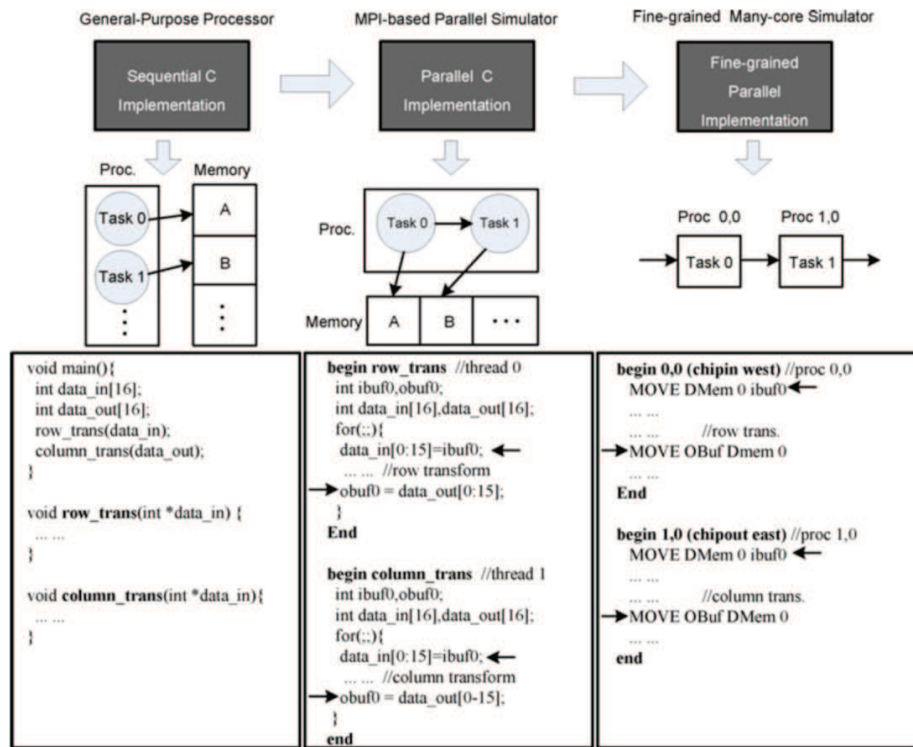 General-Purpose Processor
MPI-based Parallel Simulator
Fine-grained Many-core Simulator
Sequential C
Implementation
Parallel C
Implementation
Fine-grained
Parallel
Implementation
Proc.
Memory
Task 0
A
Task 1
B
⋮
⋮
Proc.
Task 0
Task 1
Memory
A
B
• • •
Proc 0,0
Proc 1,0
Task 0
Task 1
void main(){
int data_in[16];
int data_out[16];
row_trans(data_in);
column_trans(data_out);
}
void row_trans(int *data_in) {
... ...
}
void column_trans(int *data_in){
... ...
}
begin row_trans //thread 0
int ibuf0,obuf0;
int data_in[16],data_out[16];
for(;;){
data_in[0:15]=ibuf0;
... ... //row transform
obuf0 = data_out[0:15];
}
End
begin column_trans //thread 1
int ibuf0,obuf0;
int data_in[16],data_out[16];
for(;;){
data_in[0:15]=ibuf0;
... ... //column transform
obuf0 = data_out[0-15];
}
end
begin 0,0 (chipin west) //proc 0,0
MOVE DMem 0 ibuf0
... ...
... ... //row trans.
MOVE OBuf Dmem 0
... ...
End
begin 1,0 (chipout east) //proc 1,0
MOVE DMem 0 ibuf0
... ...
... ... //column trans.
MOVE OBuf DMem 0
... ...
end